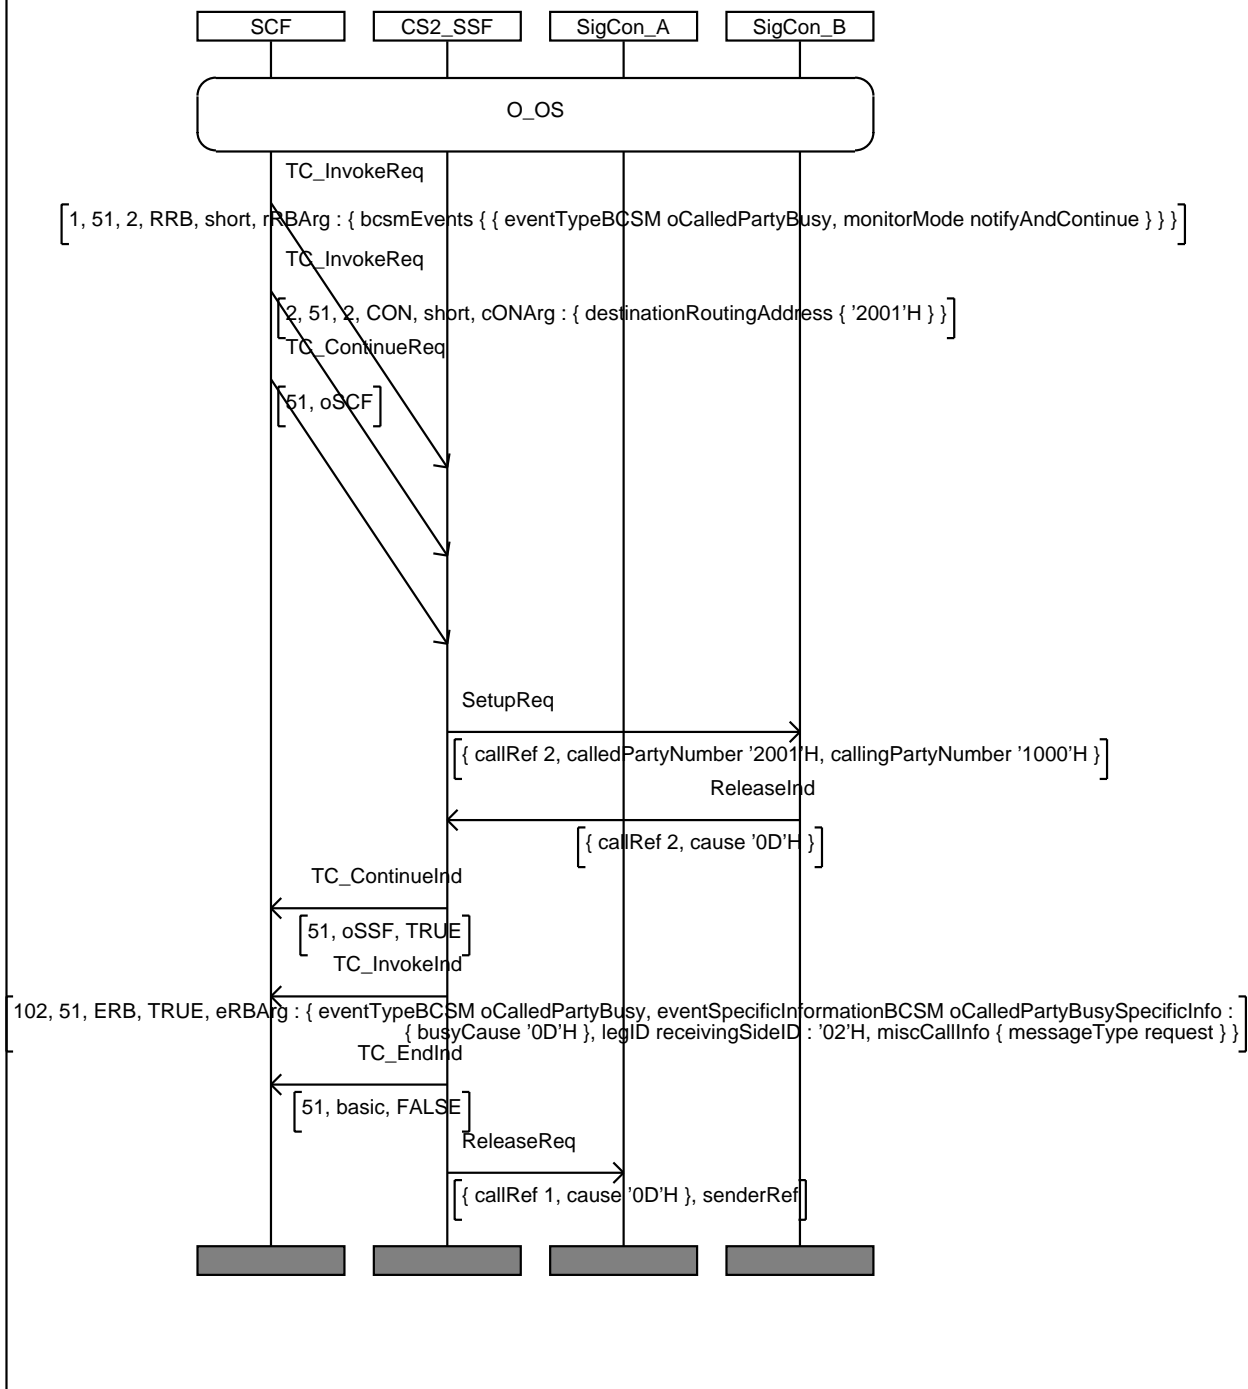 SCF
CS2_SSF
SigCon_A
SigCon_B
O_OS
TC_InvokeReq
1, 51, 2, RRB, short, rRBArg : { bcsmEvents { { eventTypeBCSM oCalledPartyBusy, monitorMode notifyAndContinue } } }
TC_InvokeReq
2, 51, 2, CON, short, cONArg : { destinationRoutingAddress { '2001'H } }
TC_ContinueReq
51, oSCF
SetupReq
{ callRef 2, calledPartyNumber '2001'H, callingPartyNumber '1000'H }
ReleaseInd
{ callRef 2, cause '0D'H }
TC_ContinueInd
51, oSSF, TRUE
TC_InvokeInd
102, 51, ERB, TRUE, eRBArg : { eventTypeBCSM oCalledPartyBusy, eventSpecificInformationBCSM oCalledPartyBusySpecificInfo :
{ busyCause '0D'H }, legID receivingSideID : '02'H, miscCallInfo { messageType request } }
TC_EndInd
51, basic, FALSE
ReleaseReq
{ callRef 1, cause '0D'H }, senderRef